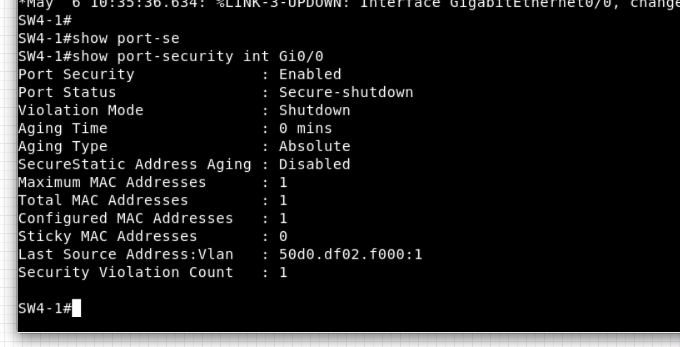 *May  6 10:35:36.634: %LINK-3-UPDOWN: Interface GigabitEthernet0/0, change
SW4-1#
SW4-1#show port-se
SW4-1#show port-security int Gi0/0
Port Security              : Enabled
Port Status                : Secure-shutdown
Violation Mode             : Shutdown
Aging Time                 : 0 mins
Aging Type                 : Absolute
SecureStatic Address Aging : Disabled
Maximum MAC Addresses      : 1
Total MAC Addresses        : 1
Configured MAC Addresses   : 1
Sticky MAC Addresses       : 0
Last Source Address:Vlan   : 50d0.df02.f000:1
Security Violation Count   : 1
SW4-1#